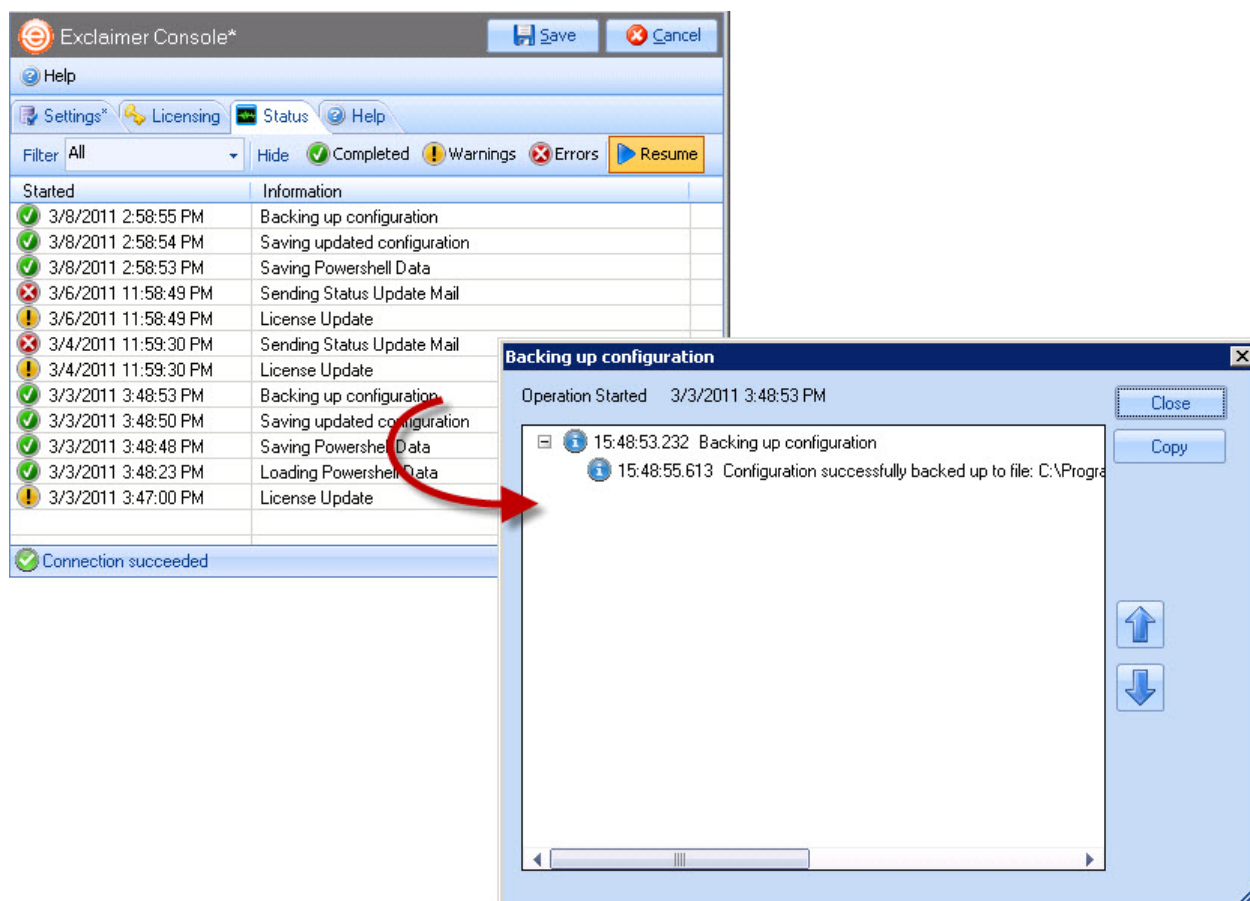 Exclaimer Console*
Save
Cancel
Help
Settings*
Licensing
Status
Help
Filter All
Hide
Completed
Warnings
Errors
Resume
Started Information
3/8/2011 2:58:55 PM Backing up configuration
3/8/2011 2:58:54 PM Saving updated configuration
3/8/2011 2:58:53 PM Saving Powershell Data
3/6/2011 11:58:49 PM Sending Status Update Mail
3/6/2011 11:58:49 PM License Update
3/4/2011 11:59:30 PM Sending Status Update Mail
3/4/2011 11:59:30 PM License Update
3/3/2011 3:48:53 PM Backing up configuration
3/3/2011 3:48:50 PM Saving updated configuration
3/3/2011 3:48:48 PM Saving Powershell Data
3/3/2011 3:48:23 PM Loading Powershell Data
3/3/2011 3:47:00 PM License Update
Connection succeeded
Backing up configuration
Operation Started 3/3/2011 3:48:53 PM
Close
Copy
15:48:53.232 Backing up configuration
15:48:55.613 Configuration successfully backed up to file: C:\Progra